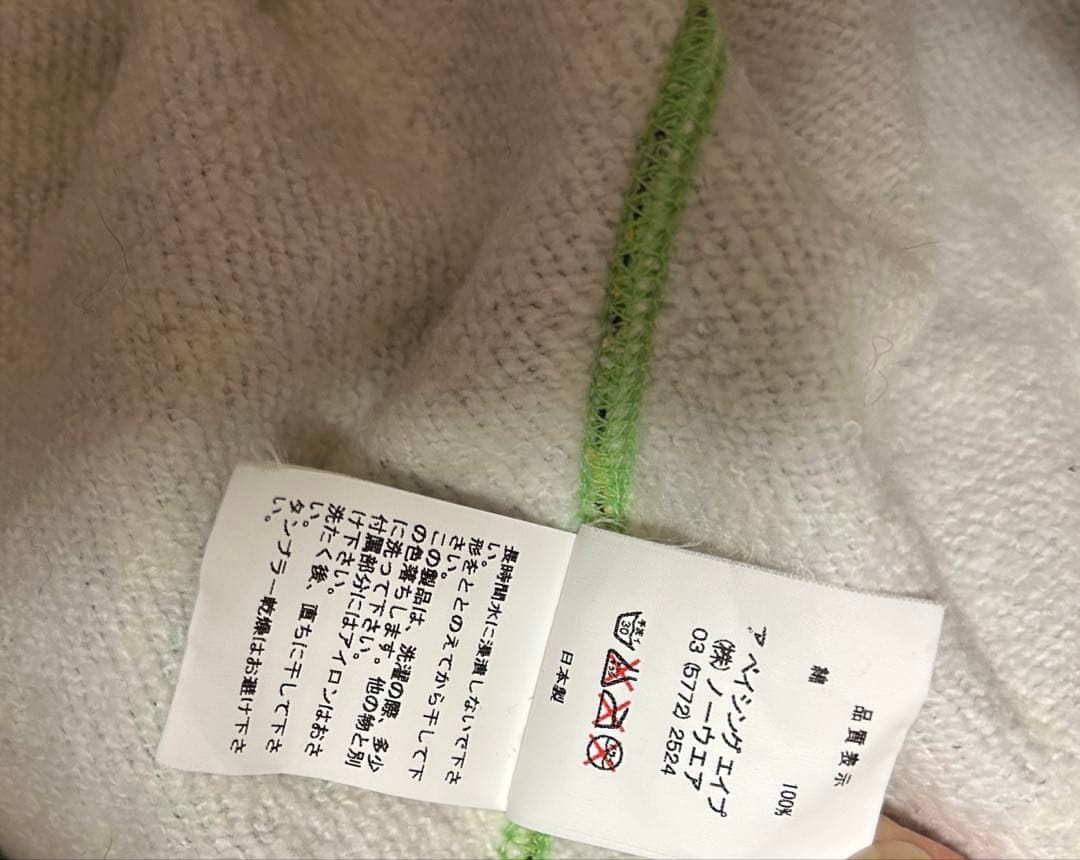 品質表示
綿 100%
ア ベイシング エイプ
(株) ノーウエア
03 (5772) 2524
手洗イ
30
日本製
長時間水に浸漬しないで下さ
い。
形をととのえてから干して下
さい。
この製品は、洗濯の際、多少
の色落ちします。他の物と別
に洗って下さい。
付属部分にはアイロンはおさ
け下さい。
洗たく後、直ちに干して下さ
い。
タンブラー乾燥はお避け下さ
い。